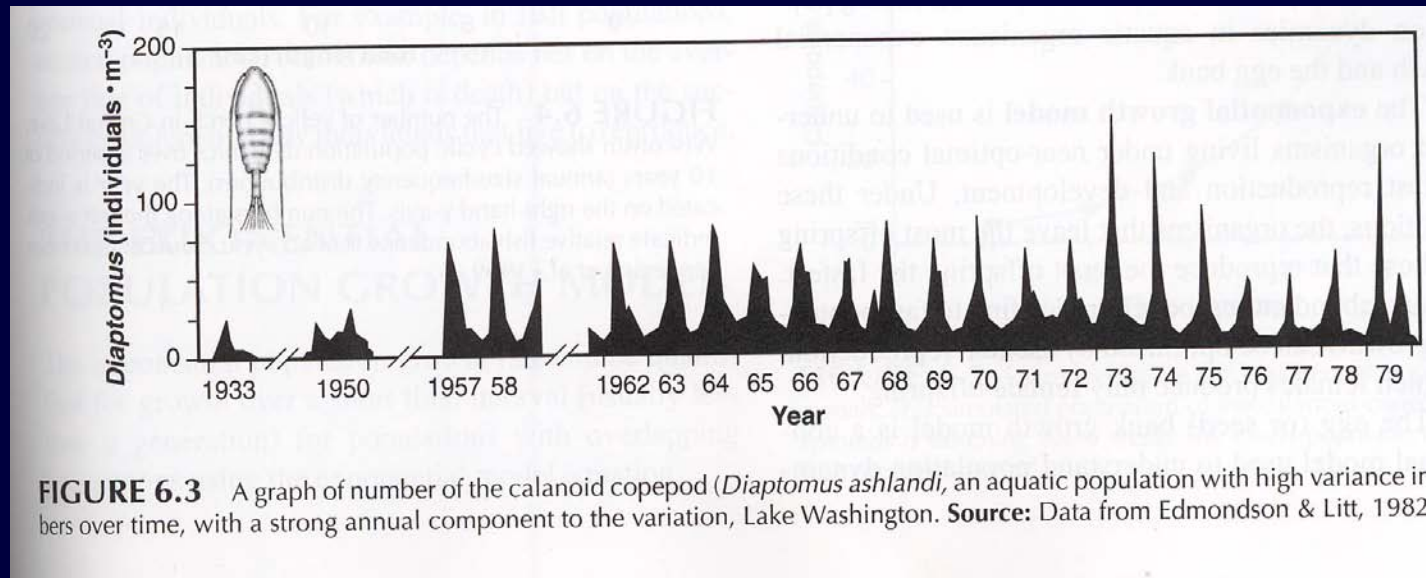 Diaptomus (individuals • m⁻³)
200
100
0
1933 1950 1957 58 1962 63 64 65 66 67 68 69 70 71 72 73 74 75 76 77 78 79
Year
FIGURE 6.3 A graph of number of the calanoid copepod (Diaptomus ashlandi, an aquatic population with high variance in
bers over time, with a strong annual component to the variation, Lake Washington. Source: Data from Edmondson & Litt, 1982